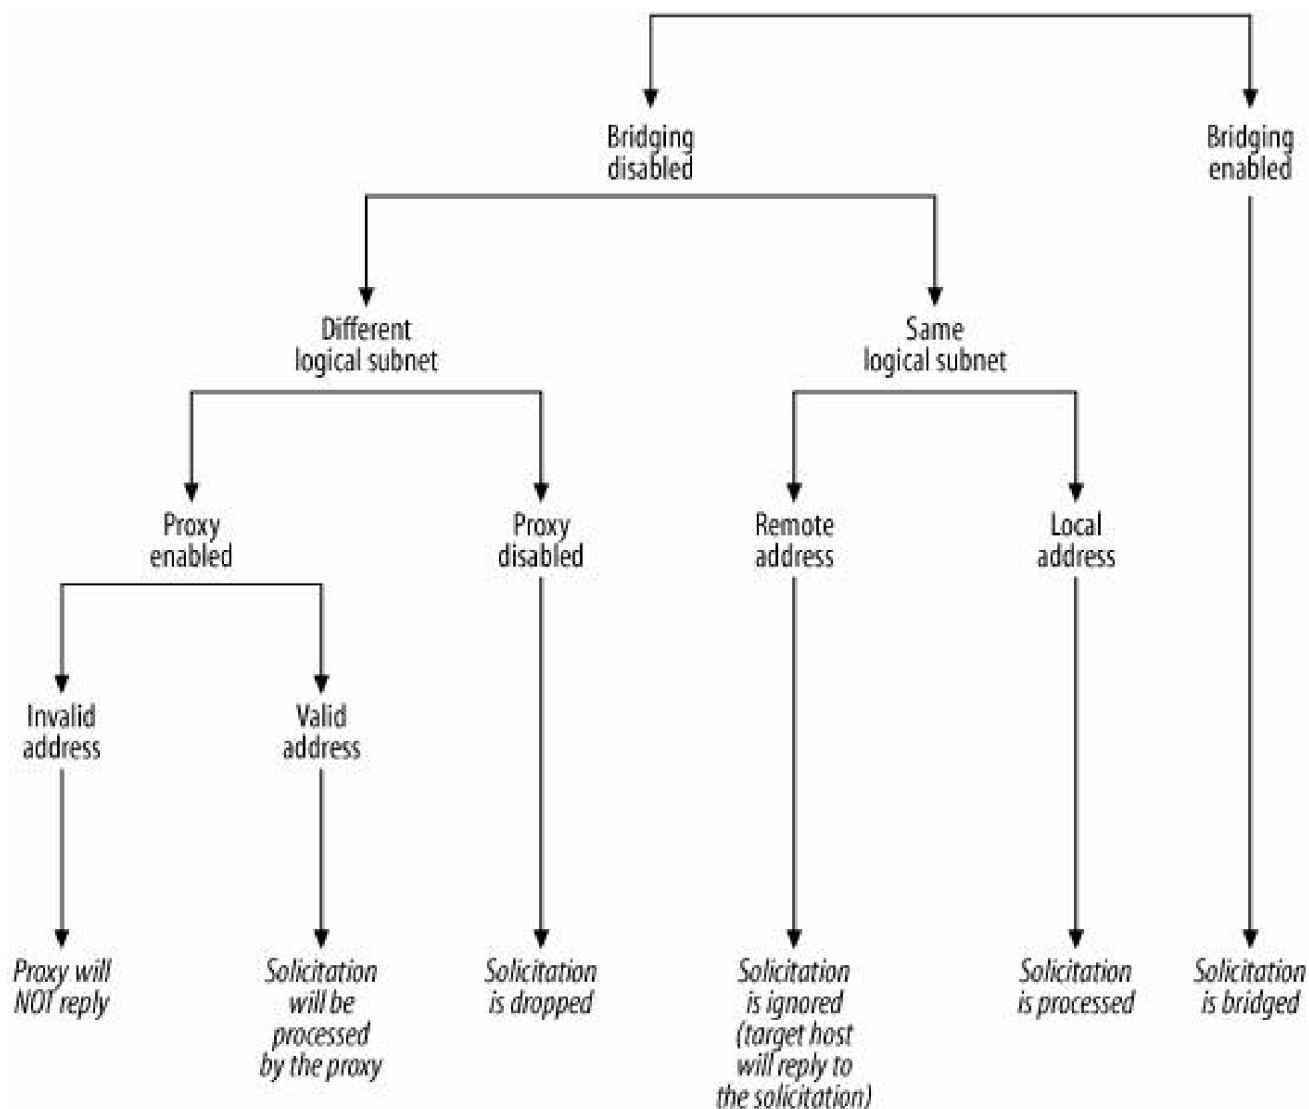 Bridging
disabled
Bridging
enabled
Different
logical subnet
Same
logical subnet
Proxy
enabled
Proxy
disabled
Remote
address
Local
address
Invalid
address
Valid
address
Proxy will
NOT reply
Solicitation
will be
processed
by the proxy
Solicitation
is dropped
Solicitation
is ignored
(target host
will reply to
the solicitation)
Solicitation
is processed
Solicitation
is bridged